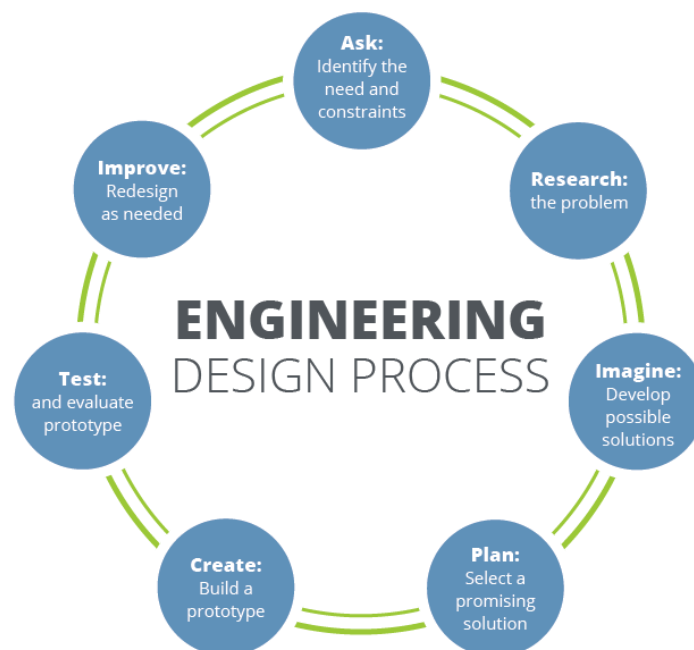 Ask:
Identify the
need and
constraints
Research:
the problem
Imagine:
Develop
possible
solutions
Plan:
Select a
promising
solution
Create:
Build a
prototype
Test:
and evaluate
prototype
Improve:
Redesign
as needed
ENGINEERING
DESIGN PROCESS